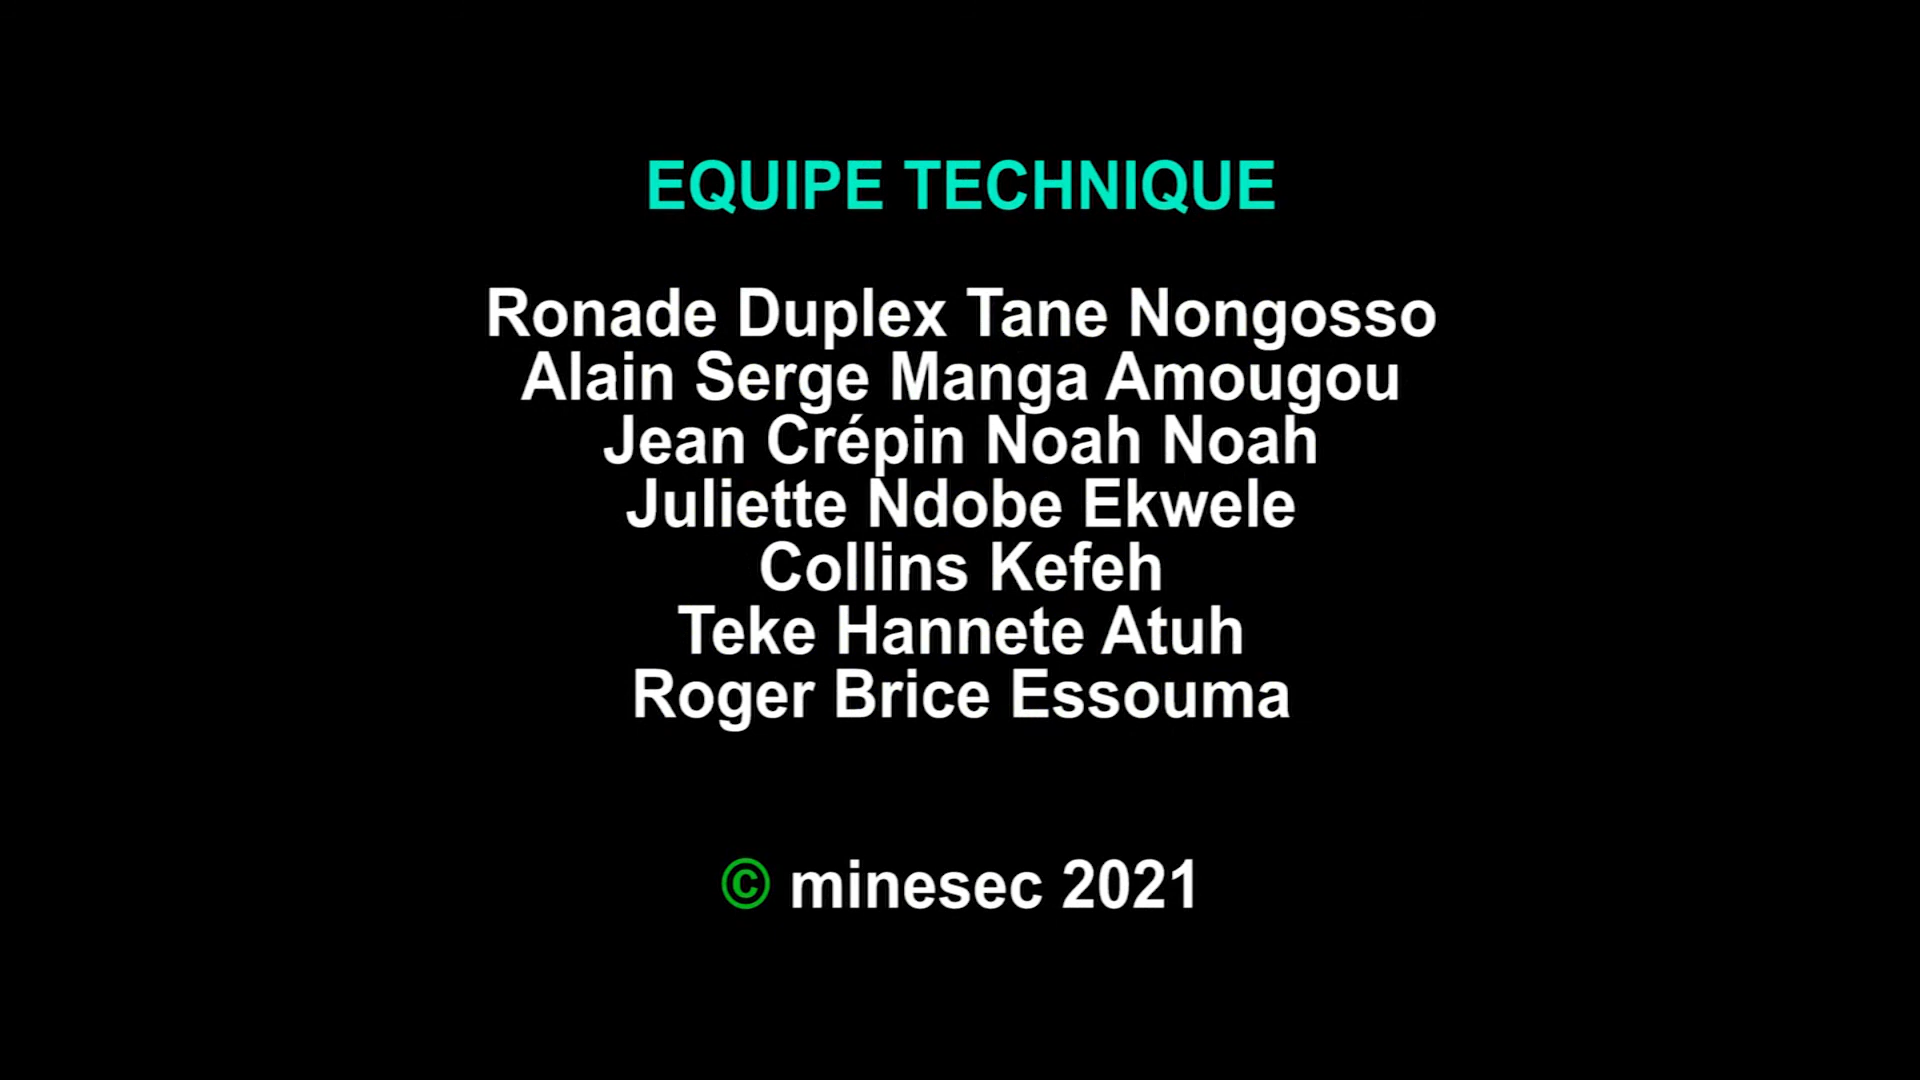 EQUIPE TECHNIQUE
Ronade Duplex Tane Nongosso
Alain Serge Manga Amougou
Jean Crépin Noah Noah
Juliette Ndobe Ekwele
Collins Kefeh
Teke Hannete Atuh
Roger Brice Essouma
© minesec 2021